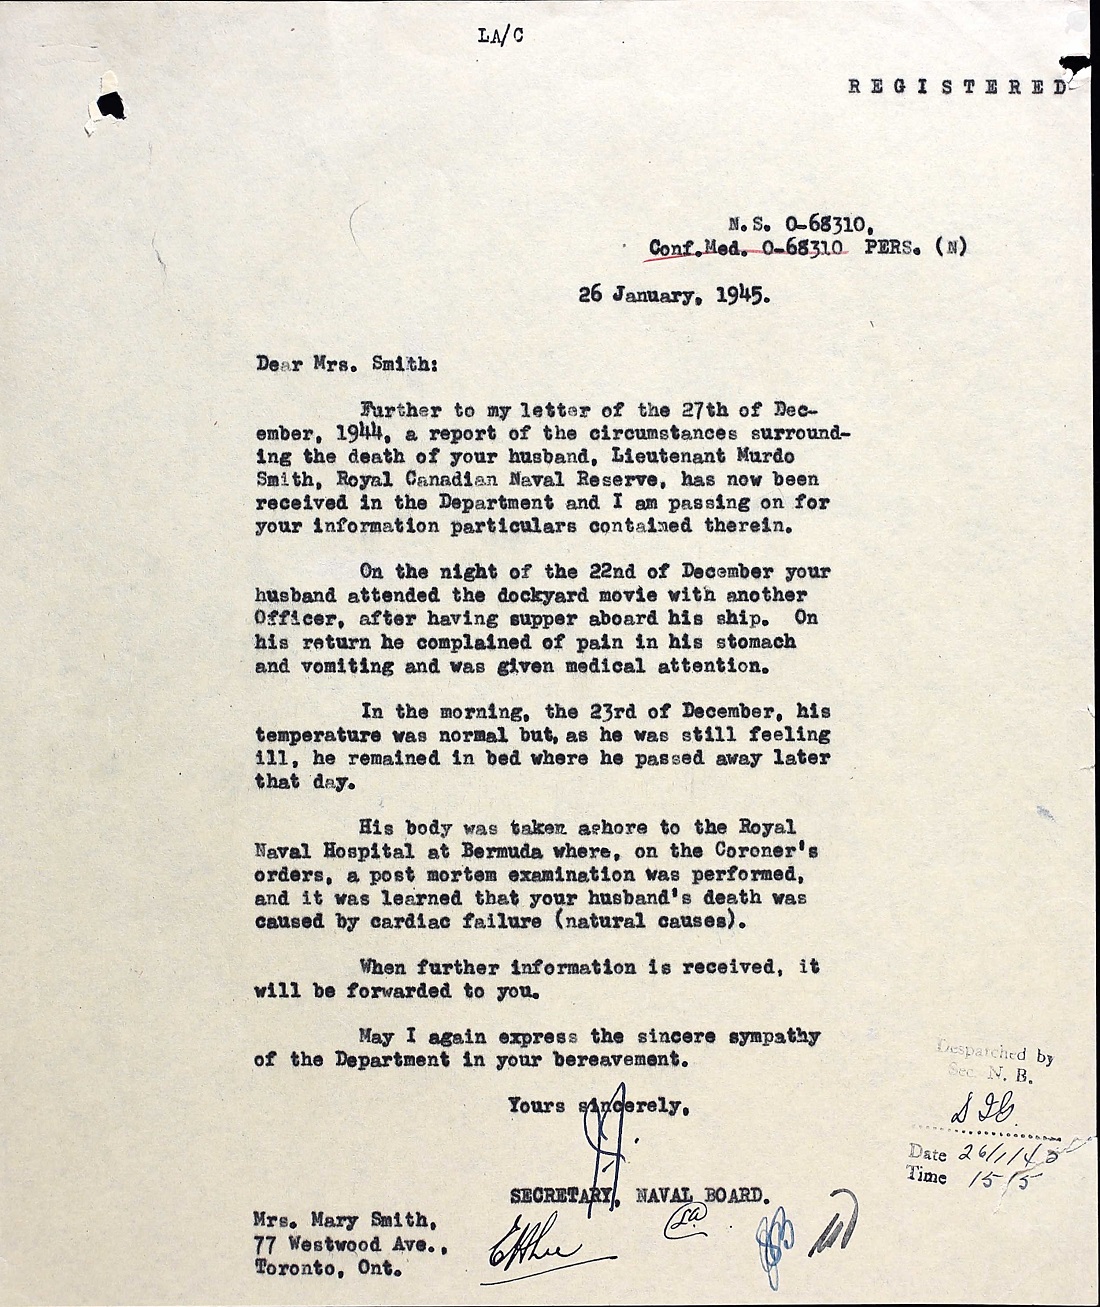 LA/C
REGISTERED
N.S. O-68310,
Conf.Med. O-68310 PERS. (N)
26 January, 1945.
Dear Mrs. Smith:
Further to my letter of the 27th of Dec-
ember, 1944, a report of the circumstances surround-
ing the death of your husband, Lieutenant Murdo
Smith, Royal Canadian Naval Reserve, has now been
received in the Department and I am passing on for
your information particulars contained therein.
On the night of the 22nd of December your
husband attended the dockyard movie with another
Officer, after having supper aboard his ship. On
his return he complained of pain in his stomach
and vomiting and was given medical attention.
In the morning, the 23rd of December, his
temperature was normal but, as he was still feeling
ill, he remained in bed where he passed away later
that day.
His body was taken ashore to the Royal
Naval Hospital at Bermuda where, on the Coroner's
orders, a post mortem examination was performed,
and it was learned that your husband's death was
caused by cardiac failure (natural causes).
When further information is received, it
will be forwarded to you.
May I again express the sincere sympathy
of the Department in your bereavement.
Yours sincerely,
SECRETARY, NAVAL BOARD.
Mrs. Mary Smith,
77 Westwood Ave.,
Toronto, Ont.
Despatched by
Sec. N. B.
Date 26/1/45
Time 1515